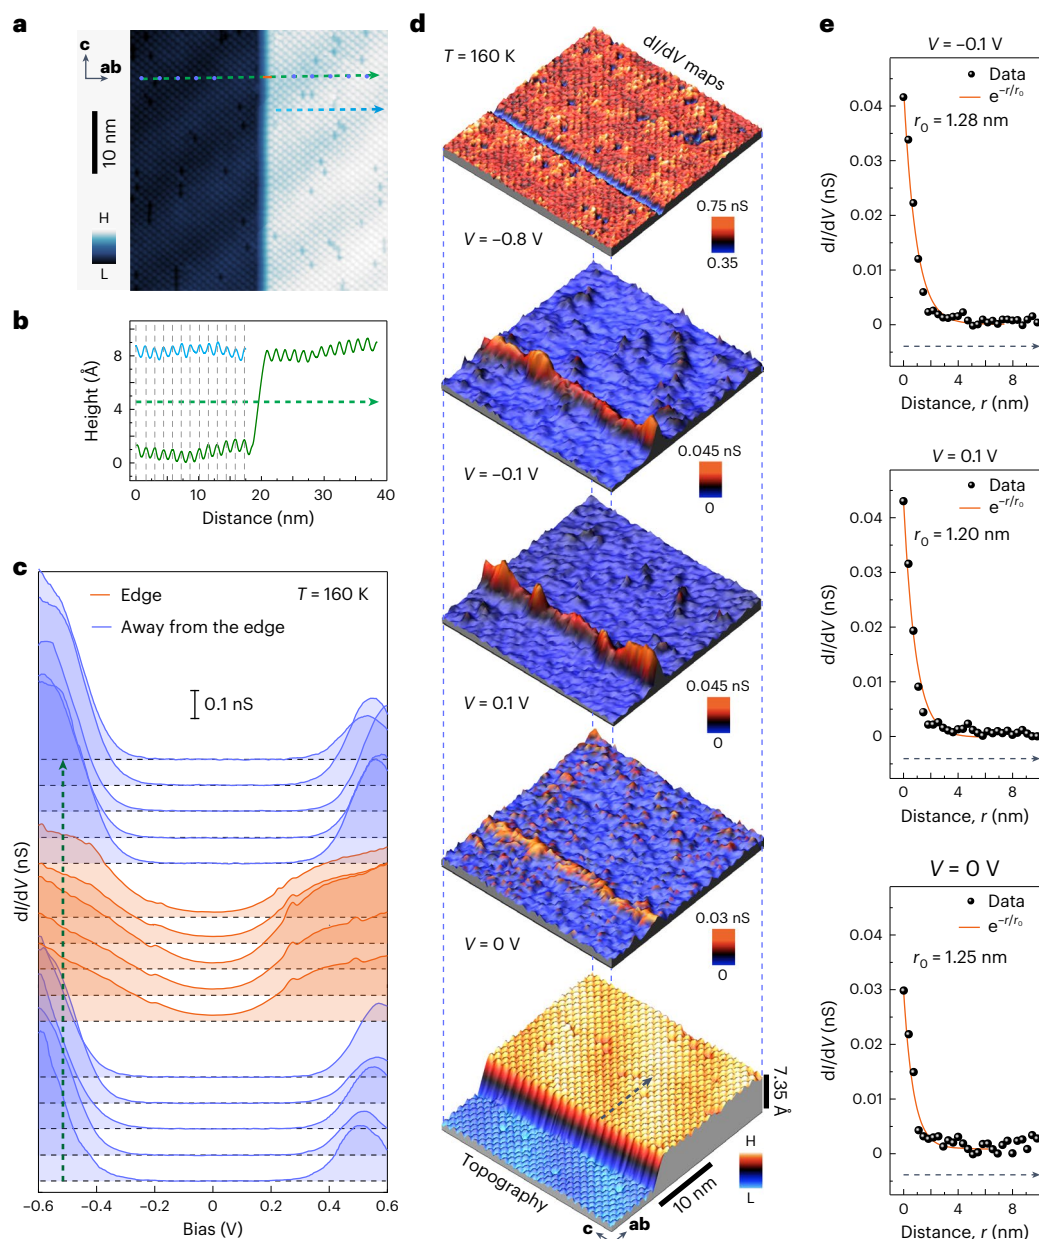 a
c
ab
10 nm
H
L
b
Height (Å)
8
4
0
0 10 20 30 40
Distance (nm)
c
Edge
Away from the edge
T = 160 K
0.1 nS
dI/dV (nS)
−0.6 −0.4 −0.2 0 0.2 0.4 0.6
Bias (V)
d
T = 160 K
dI/dV maps
0.75 nS
0.35
V = −0.8 V
0.045 nS
0
V = −0.1 V
0.045 nS
0
V = 0.1 V
0.03 nS
0
V = 0 V
7.35 Å
H
L
10 nm
Topography
c ab
e
V = −0.1 V
Data
e−r/r0
r0 = 1.28 nm
0.04
0.03
0.02
0.01
0
dI/dV (nS)
0 4 8
Distance, r (nm)
V = 0.1 V
Data
e−r/r0
r0 = 1.20 nm
0.04
0.03
0.02
0.01
0
dI/dV (nS)
0 4 8
Distance, r (nm)
V = 0 V
Data
e−r/r0
r0 = 1.25 nm
0.04
0.03
0.02
0.01
0
dI/dV (nS)
0 4 8
Distance, r (nm)